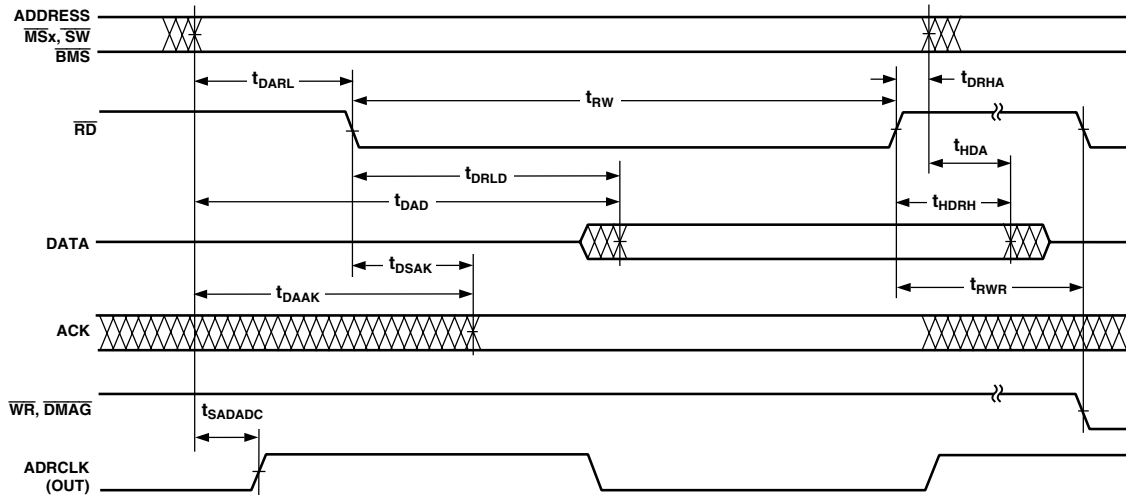 ADDRESS
MSx, SW
BMS
tDARL
tDRHA
tRW
RD
tHDA
tDRLD
tDAD
tHDRH
DATA
tDSAK
tDAAK
tRWR
ACK
WR, DMAG
tSADADC
ADRCLK
(OUT)